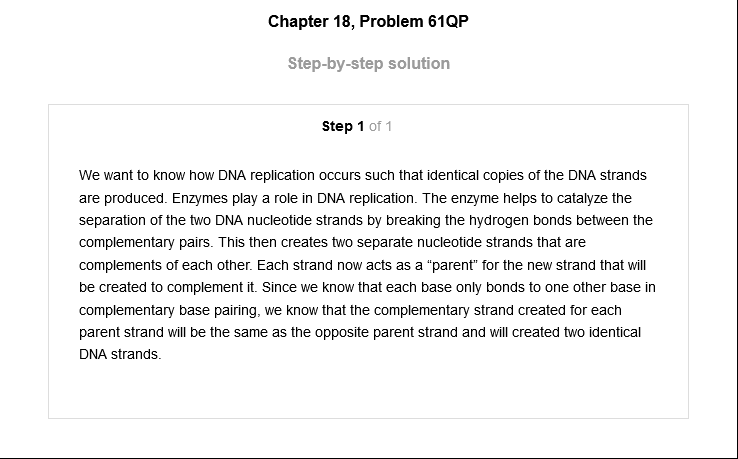 Chapter 18, Problem 61QP
Step-by-step solution
Step 1 of 1
We want to know how DNA replication occurs such that identical copies of the DNA strands
are produced. Enzymes play a role in DNA replication. The enzyme helps to catalyze the
separation of the two DNA nucleotide strands by breaking the hydrogen bonds between the
complementary pairs. This then creates two separate nucleotide strands that are
complements of each other. Each strand now acts as a “parent” for the new strand that will
be created to complement it. Since we know that each base only bonds to one other base in
complementary base pairing, we know that the complementary strand created for each
parent strand will be the same as the opposite parent strand and will created two identical
DNA strands.